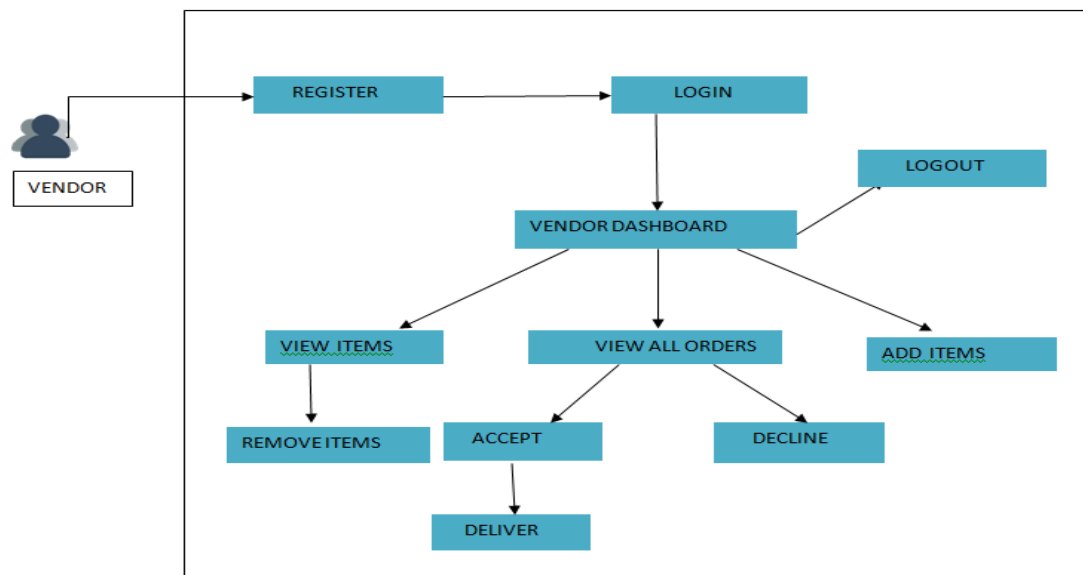 REGISTER
LOGIN
LOGOUT
VENDOR
VENDOR DASHBOARD
VIEW ITEMS
VIEW ALL ORDERS
ADD ITEMS
REMOVE ITEMS
ACCEPT
DECLINE
DELIVER